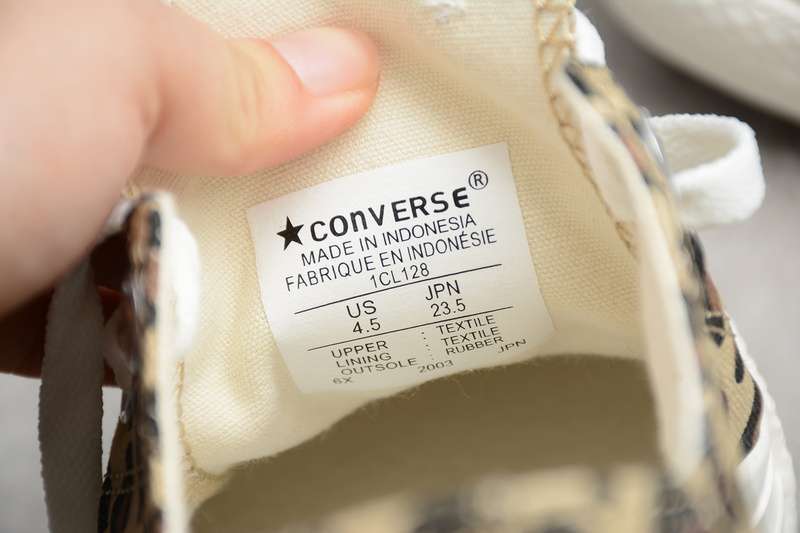 ★CONVERSE®
MADE IN INDONESIA
FABRIQUE EN INDONÉSIE
1CL128
US JPN
4.5 23.5
UPPER : TEXTILE
LINING : TEXTILE
OUTSOLE : RUBBER
6X 2003 JPN